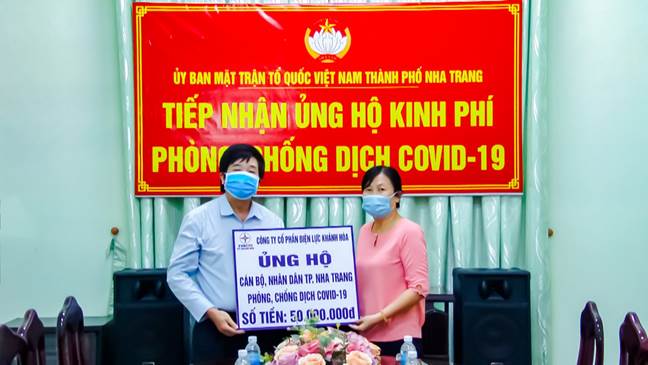 ỦY BAN MẶT TRẬN TỔ QUỐC VIỆT NAM THÀNH PHỐ NHA TRANG
TIẾP NHẬN ỦNG HỘ KINH PHÍ
PHÒNG CHỐNG DỊCH COVID-19
CÔNG TY CỔ PHẦN ĐIỆN LỰC KHÁNH HÒA
ỦNG HỘ
CÁN BỘ, NHÂN DÂN TP. NHA TRANG
PHÒNG, CHỐNG DỊCH COVID-19
SỐ TIỀN: 50.000.000đ